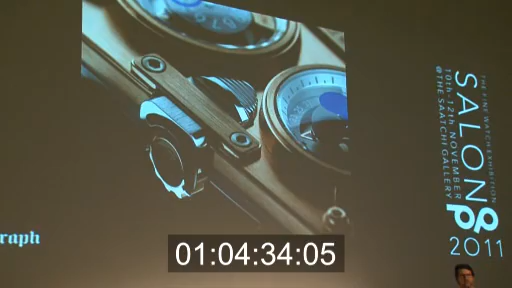 THE FINE WATCH EXHIBITION
SALON
QP
10th-12th NOVEMBER
@THE SAATCHI GALLERY
2011
raph
01:04:34:05